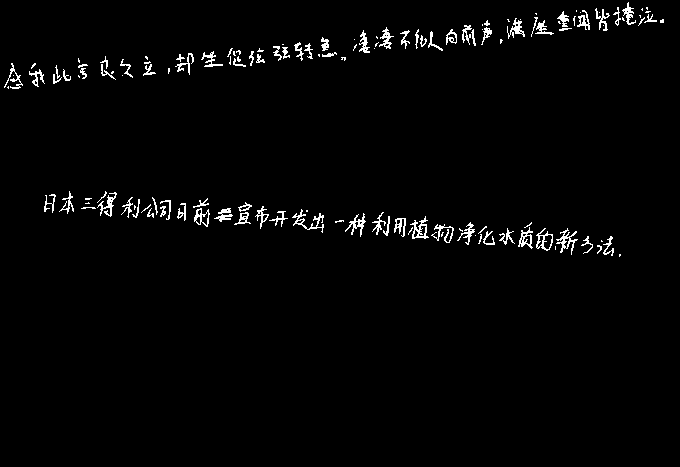 感我此言良久立,却坐促弦弦转急。凄凄不似向前声,满座重闻皆掩泣。
日本三得利公司日前宣布开发出一种利用植物净化水质的新方法.